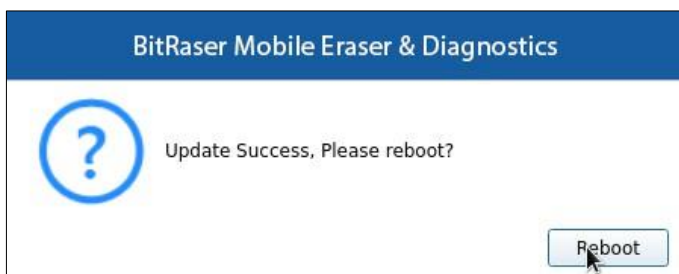 BitRaser Mobile Eraser & Diagnostics
Update Success, Please reboot?
Reboot